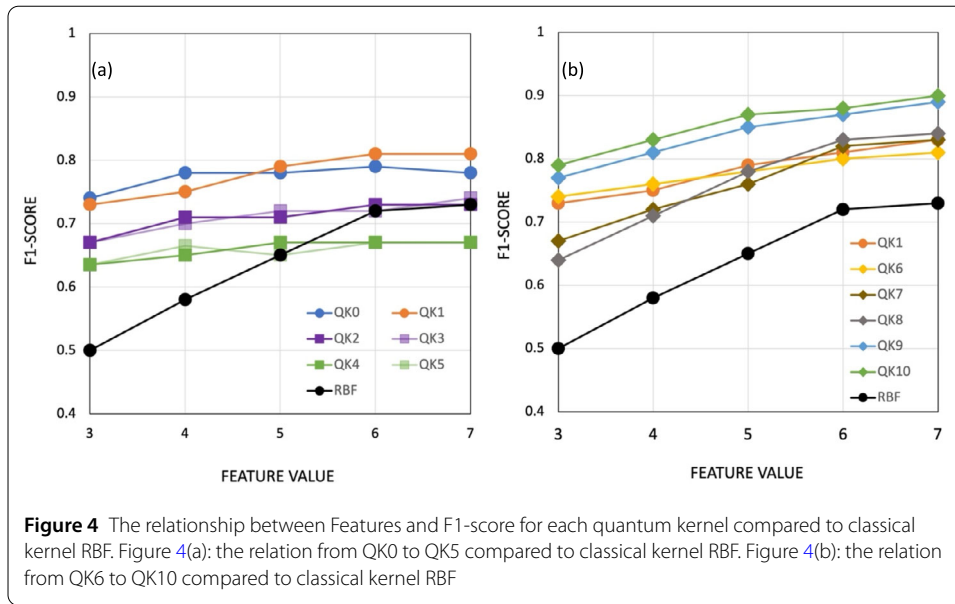 1
(a)
0.9
0.8
0.7
0.6
0.5
0.4
F1-SCORE
QK0
QK1
QK2
QK3
QK4
QK5
RBF
3 4 5 6 7
FEATURE VALUE
1
(b)
0.9
0.8
0.7
0.6
0.5
0.4
F1-SCORE
QK1
QK6
QK7
QK8
QK9
QK10
RBF
3 4 5 6 7
FEATURE VALUE
Figure 4 The relationship between Features and F1-score for each quantum kernel compared to classical
kernel RBF. Figure 4(a): the relation from QK0 to QK5 compared to classical kernel RBF. Figure 4(b): the relation
from QK6 to QK10 compared to classical kernel RBF